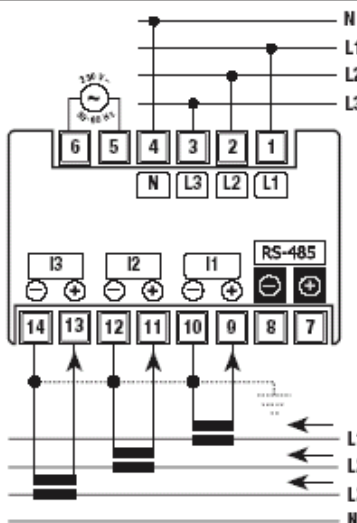 N
L1
L2
L3
230 V~
50-60 Hz
~
6 5 4 3 2 1
N L3 L2 L1
RS-485
I3 I2 I1
- + - + - + - +
14 13 12 11 10 9 8 7
L
L
L
N